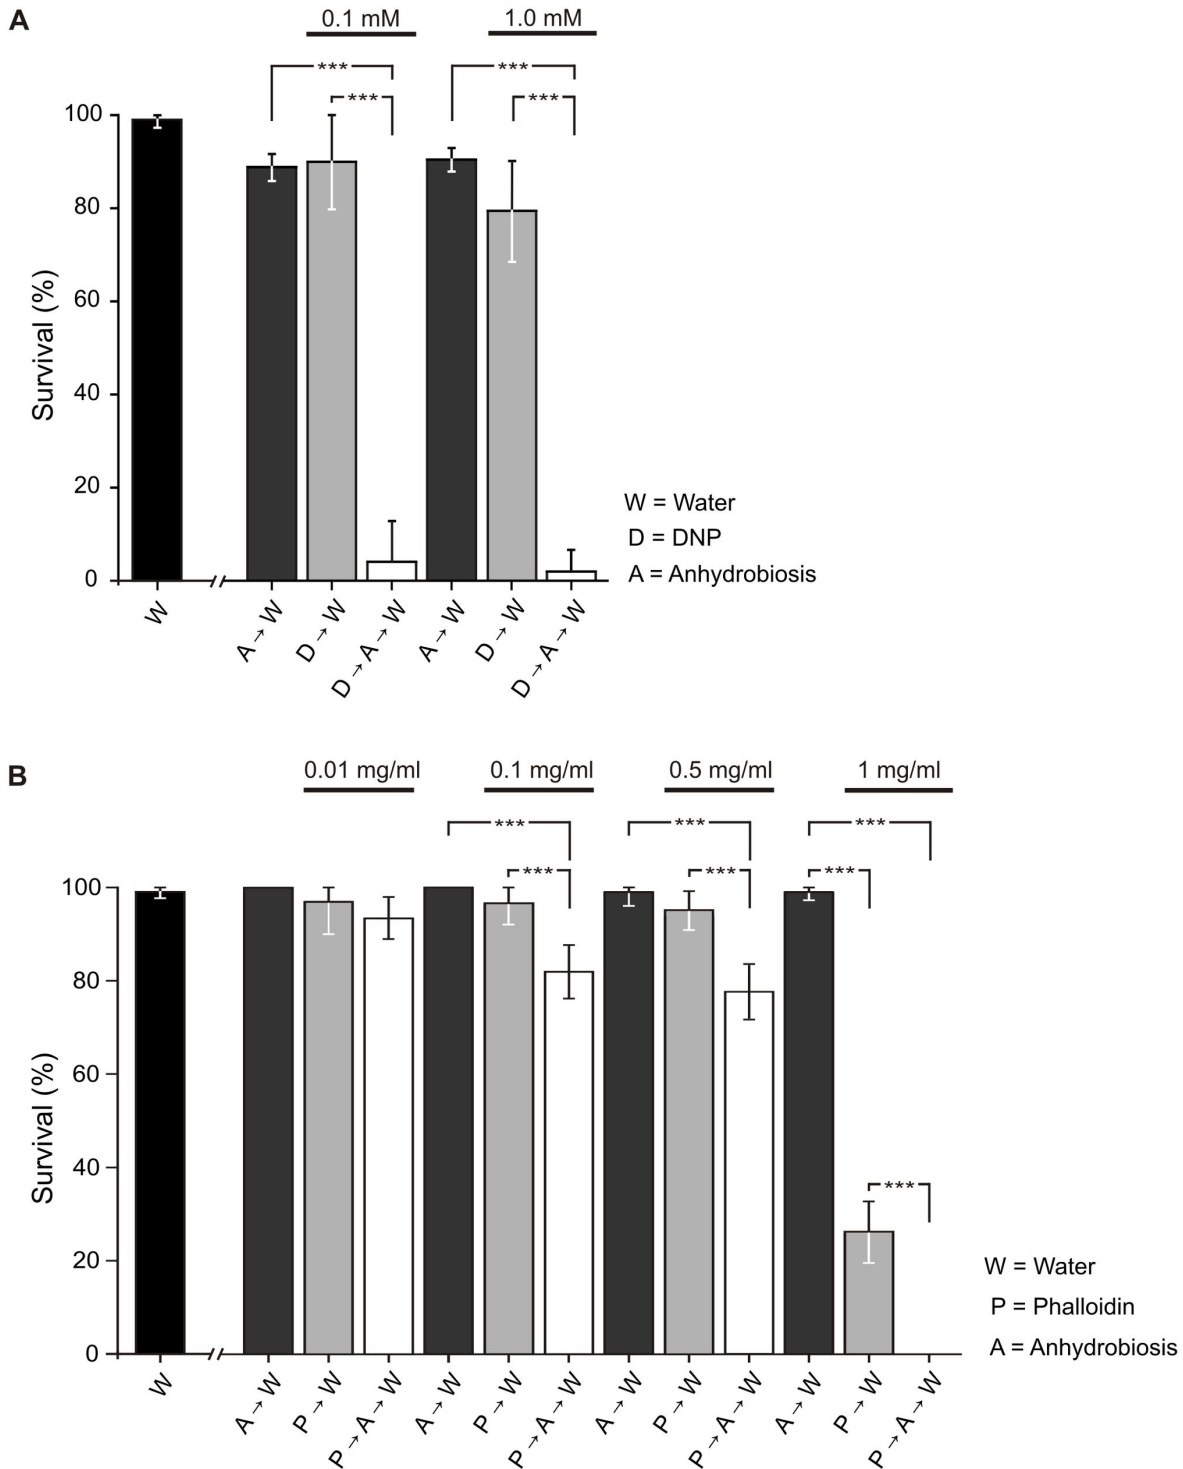 A
0.1 mM 1.0 mM
*** ***
*** ***
100
80
60
40
20
0
Survival (%)
W = Water
D = DNP
A = Anhydrobiosis
W A→W D→W D→A→W A→W D→W D→A→W
B
0.01 mg/ml 0.1 mg/ml 0.5 mg/ml 1 mg/ml
*** *** ***
*** *** ***
***
100
80
60
40
20
0
Survival (%)
W = Water
P = Phalloidin
A = Anhydrobiosis
W A→W P→W P→A→W A→W P→W P→A→W A→W P→W P→A→W A→W P→W P→A→W